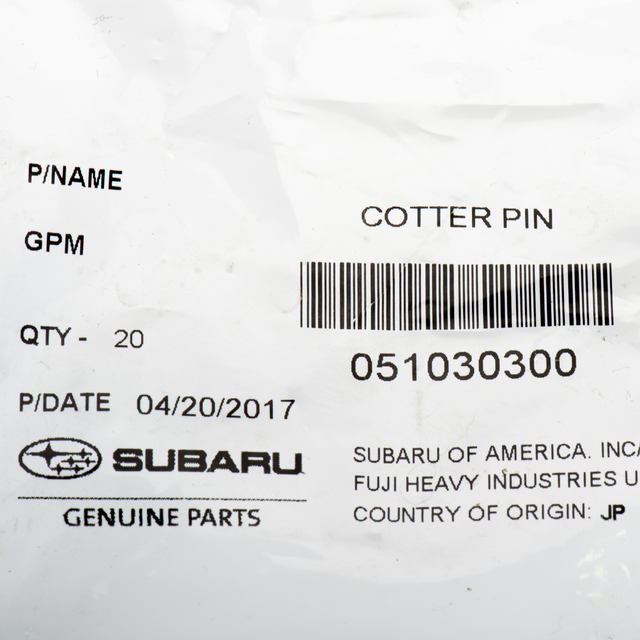 P/NAME
COTTER PIN
GPM
051030300
QTY - 20
P/DATE 04/20/2017
SUBARU
GENUINE PARTS
SUBARU OF AMERICA. INC/
FUJI HEAVY INDUSTRIES U
COUNTRY OF ORIGIN: JP